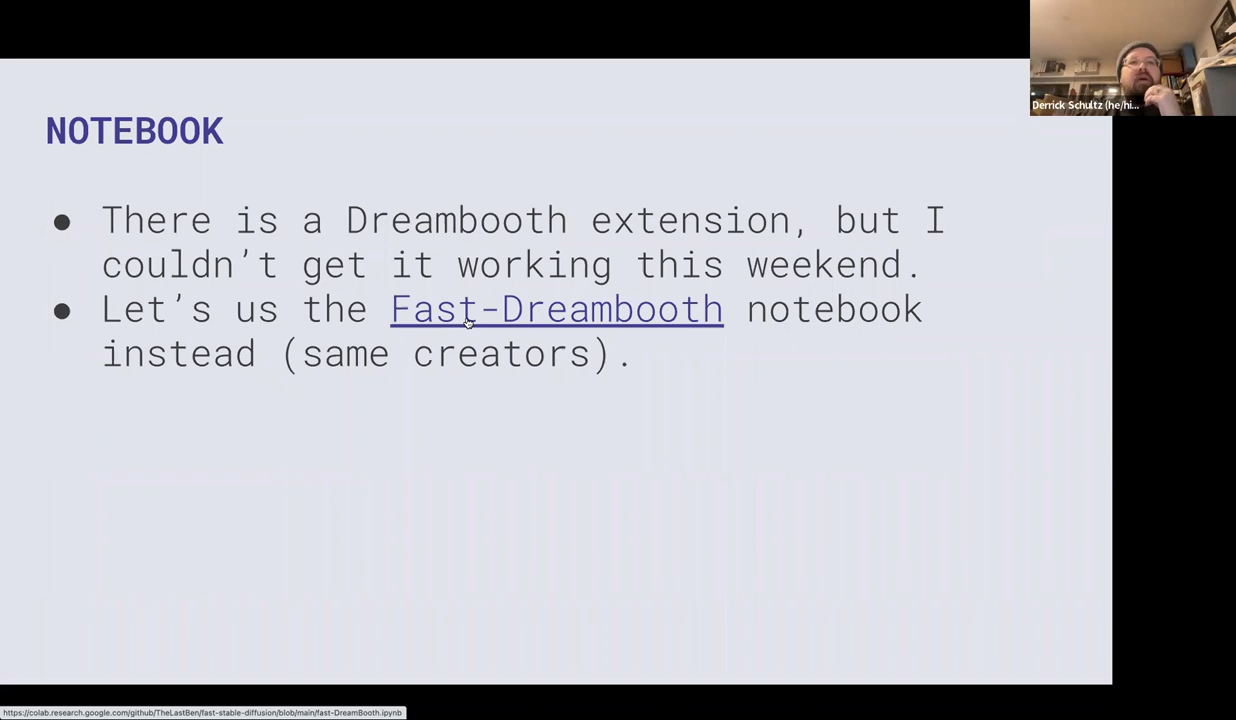 Derrick Schultz (he/hi...
NOTEBOOK
● There is a Dreambooth extension, but I
couldn’t get it working this weekend.
● Let’s us the Fast-Dreambooth notebook
instead (same creators).
https://colab.research.google.com/github/TheLastBen/fast-stable-diffusion/blob/main/fast-DreamBooth.ipynb